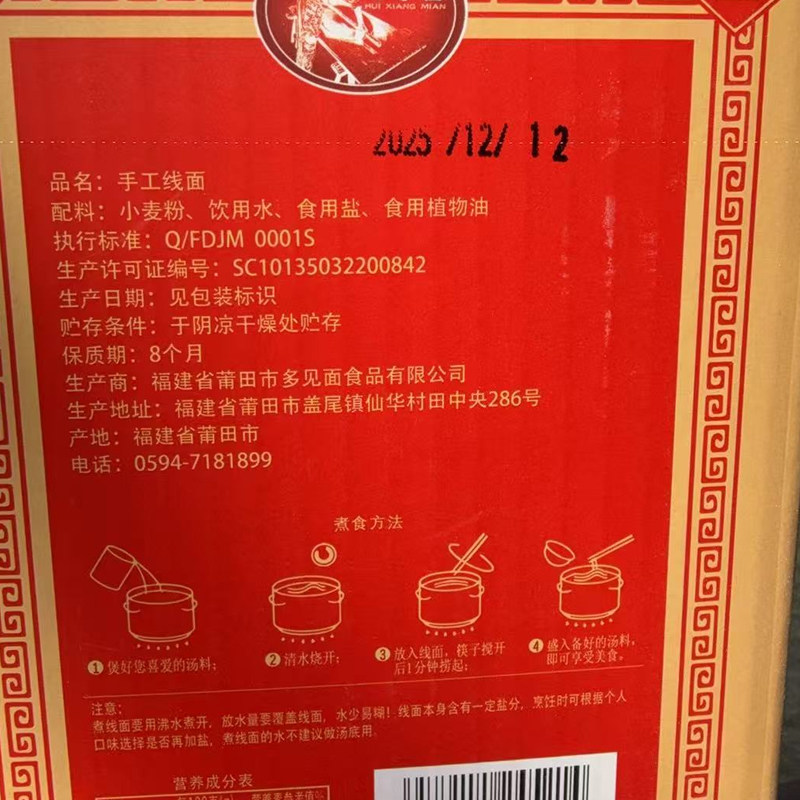 HUI XIANG MIAN
2025/12/12
品名：手工线面
配料：小麦粉、饮用水、食用盐、食用植物油
执行标准：Q/FDJM 0001S
生产许可证编号：SC10135032200842
生产日期：见包装标识
贮存条件：于阴凉干燥处贮存
保质期：8个月
生产商：福建省莆田市多见面食品有限公司
生产地址：福建省莆田市盖尾镇仙华村田中央286号
产地：福建省莆田市
电话：0594-7181899
煮食方法
1 煲好您喜爱的汤料；
2 清水烧开；
3 放入线面，筷子搅开
后1分钟捞起；
4 盛入备好的汤料，
即可享受美食。
注意：
煮线面要用沸水煮开，放水量要覆盖线面，水少易糊！线面本身含有一定盐分，烹饪时可根据个人
口味选择是否再加盐，煮线面的水不建议做汤底用。
营养成分表